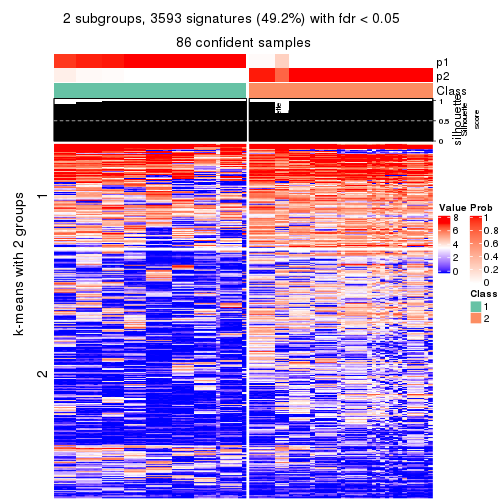 2 subgroups, 3593 signatures (49.2%) with fdr < 0.05
86 confident samples
p1
p2
Class
silhouette
Silhouette
score
1
0.5
0
k-means with 2 groups
1
2
Value
8
6
4
2
0
Prob
1
0.8
0.6
0.4
0.2
0
Class
1
2